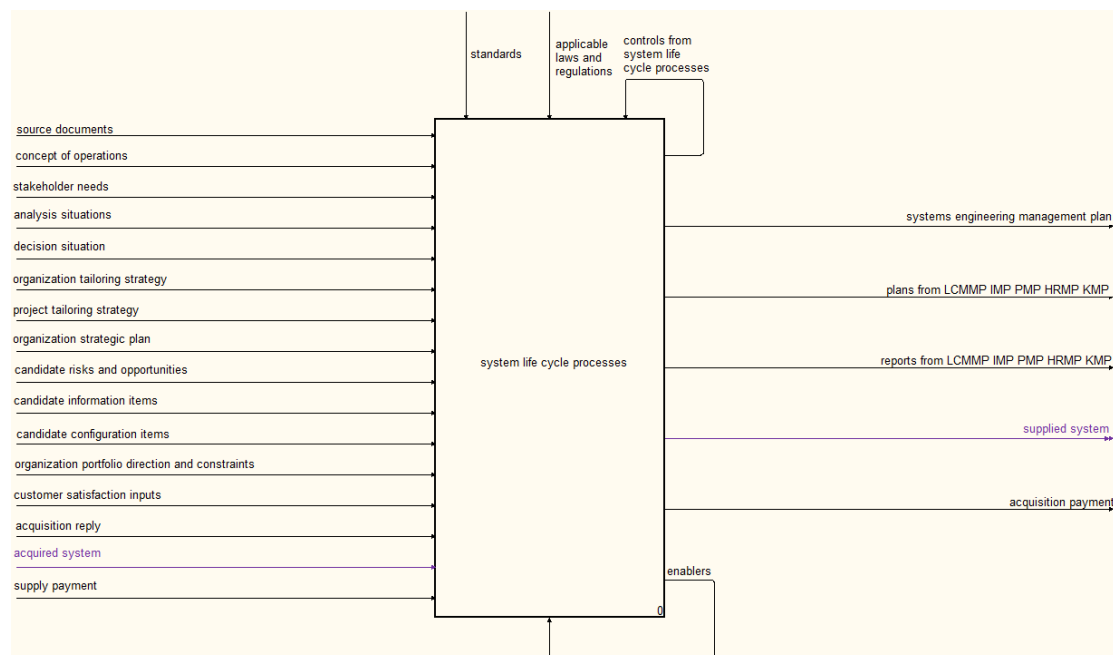 standards
applicable
laws and
regulations
controls from
system life
cycle processes
source documents
concept of operations
stakeholder needs
analysis situations
decision situation
organization tailoring strategy
project tailoring strategy
organization strategic plan
candidate risks and opportunities
candidate information items
candidate configuration items
organization portfolio direction and constraints
customer satisfaction inputs
acquisition reply
acquired system
supply payment
system life cycle processes
0
systems engineering management plan
plans from LCMMP IMP PMP HRMP KMP
reports from LCMMP IMP PMP HRMP KMP
supplied system
acquisition payment
enablers